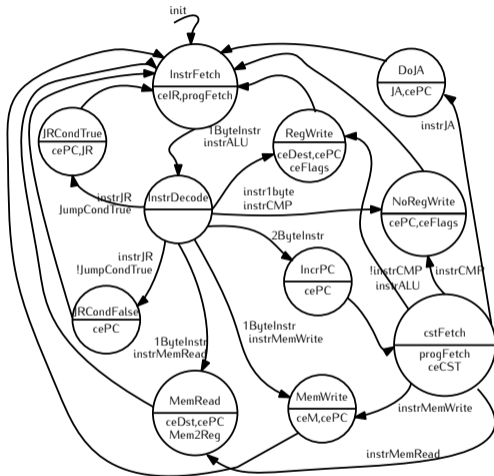 init
InstrFetch
ceIR,progFetch
DoJA
JA,cePC
JRCondTrue
cePC,JR
1ByteInstr
instrALU
RegWrite
ceDest,cePC
ceFlags
instrJA
instrJR
JumpCondTrue
InstrDecode
instr1byte
instrCMP
NoRegWrite
cePC,ceFlags
2ByteInstr
instrJR
!JumpCondTrue
IncrPC
cePC
!instrCMP
instrALU
instrCMP
JRCondFalse
cePC
cstFetch
progFetch
ceCST
1ByteInstr
instrMemRead
1ByteInstr
instrMemWrite
MemRead
ceDst,cePC
Mem2Reg
MemWrite
ceM,cePC
instrMemWrite
instrMemRead